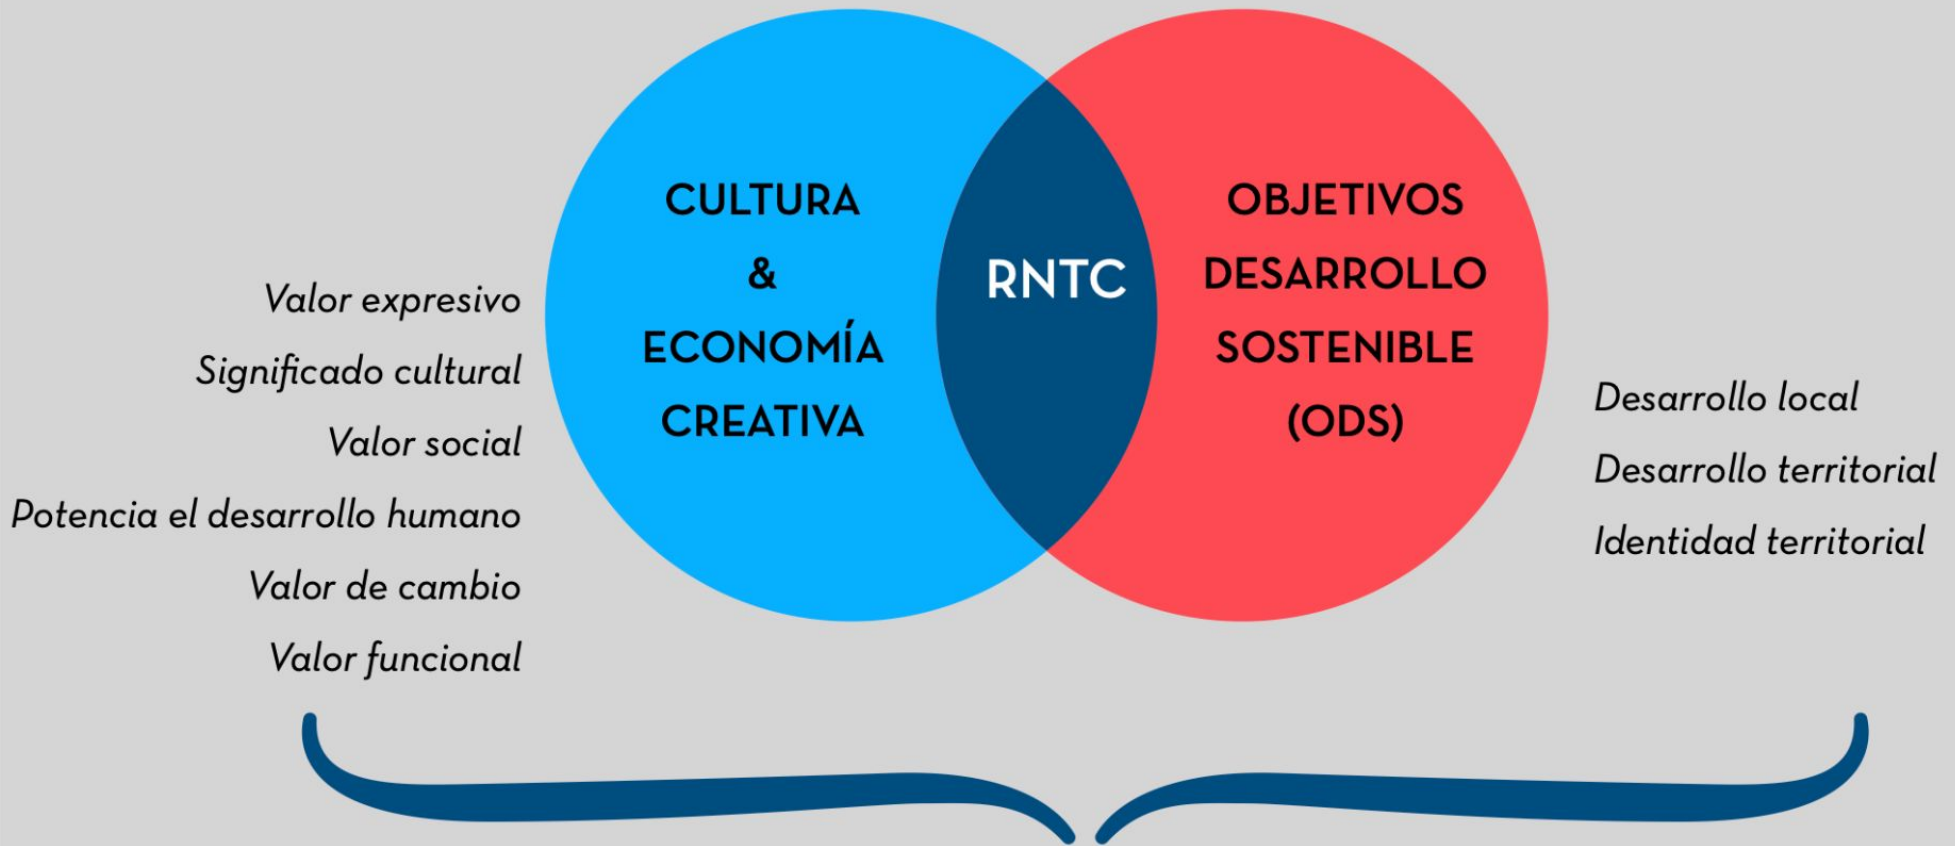 Valor expresivo
Significado cultural
Valor social
Potencia el desarrollo humano
Valor de cambio
Valor funcional
CULTURA
&
ECONOMÍA
CREATIVA
RNTC
OBJETIVOS
DESARROLLO
SOSTENIBLE
(ODS)
Desarrollo local
Desarrollo territorial
Identidad territorial